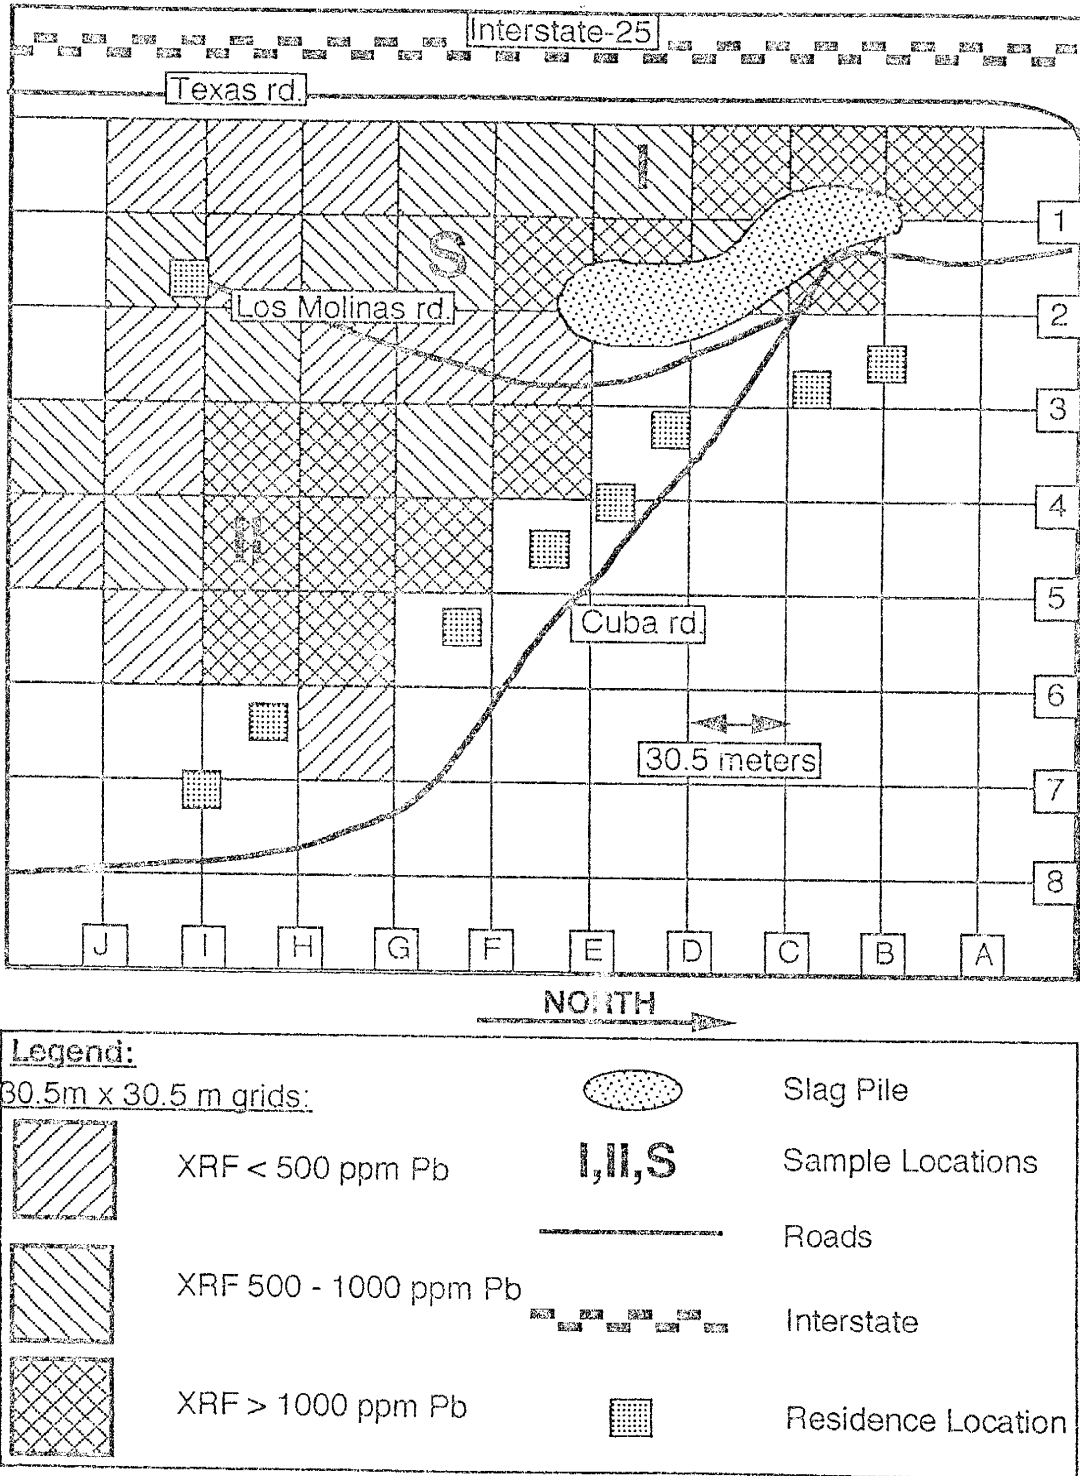 Interstate-25
Texas rd.
I
1
S
Los Molinas rd.
2
3
4
II
5
Cuba rd.
6
30.5 meters
7
8
J I H G F E D C B A
NORTH
Legend:
30.5m x 30.5 m grids:
Slag Pile
XRF < 500 ppm Pb
I,II,S
Sample Locations
Roads
XRF 500 - 1000 ppm Pb
Interstate
XRF > 1000 ppm Pb
Residence Location